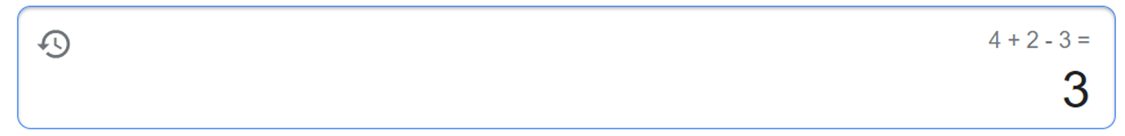 4 + 2 - 3 =
3